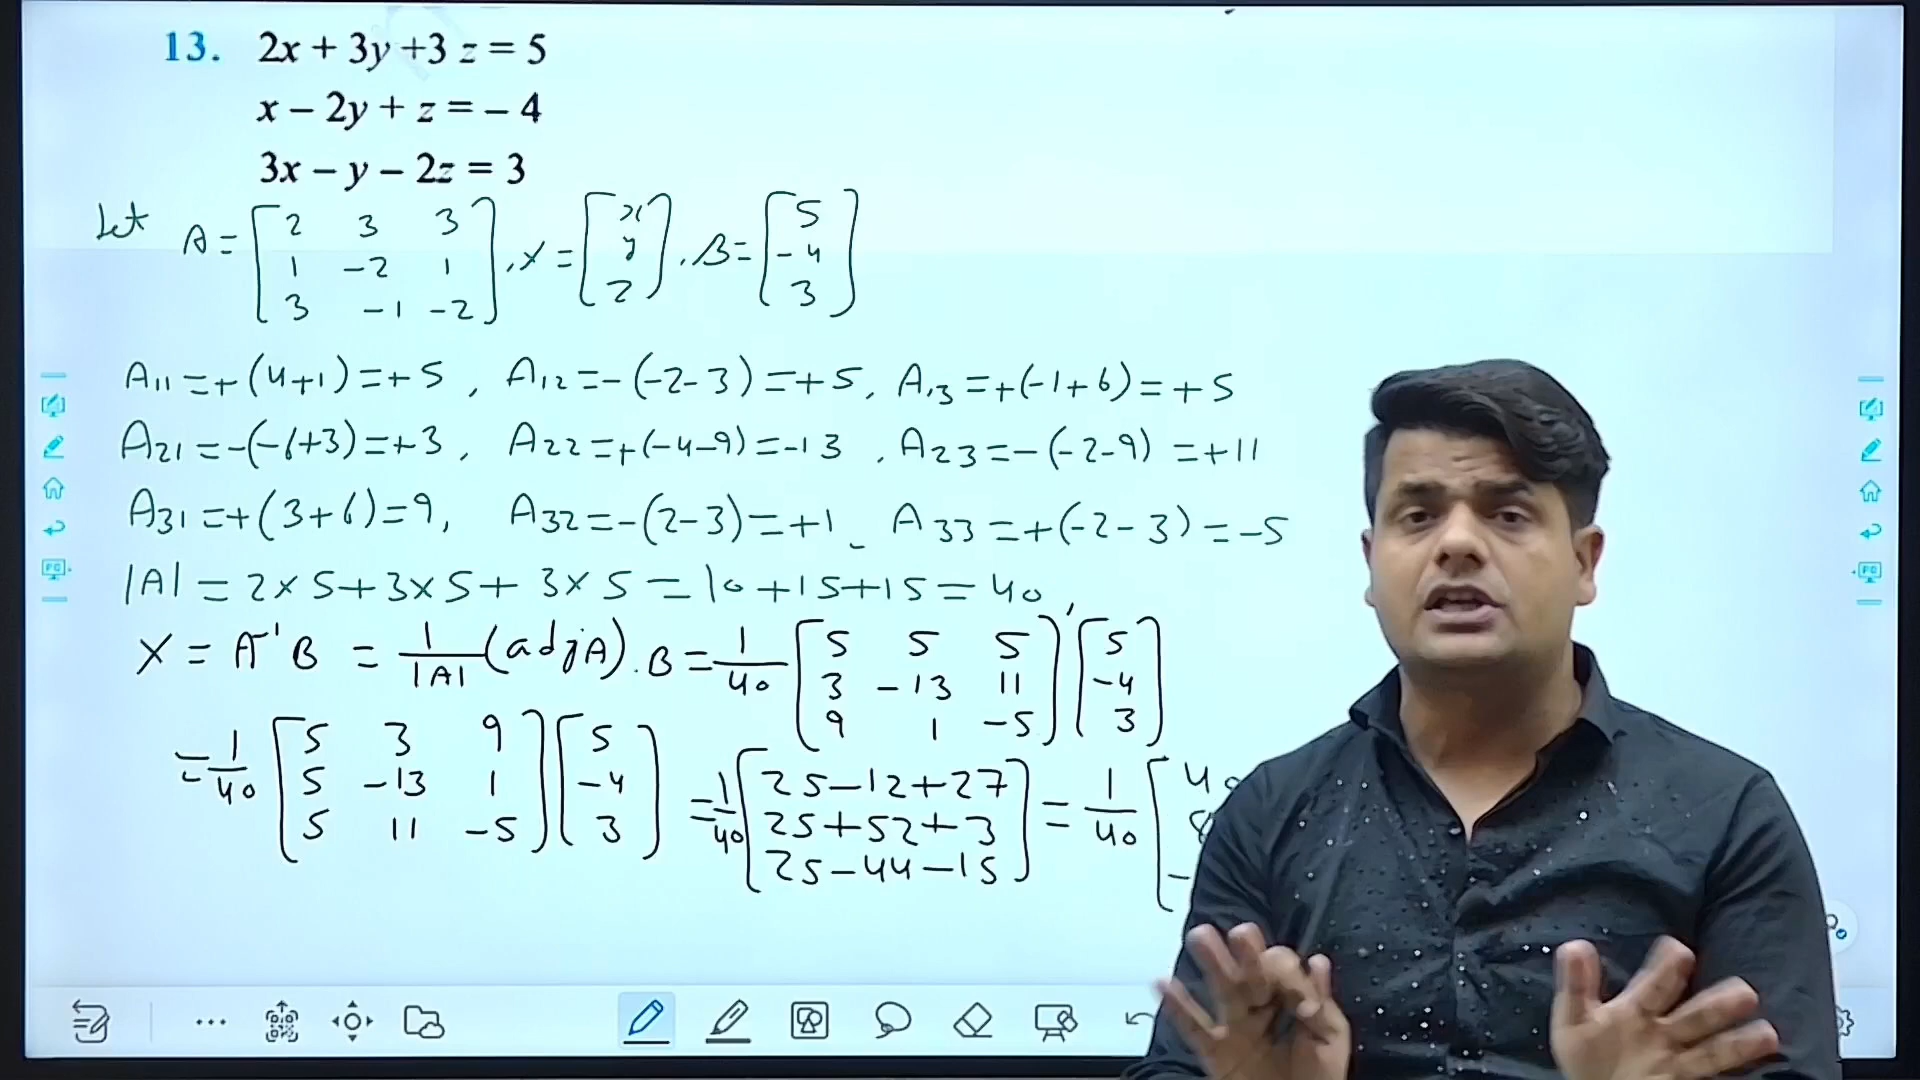 13. 2x + 3y +3 z = 5
x – 2y + z = – 4
3x – y – 2z = 3
Let A = [2 3 3; 1 -2 1; 3 -1 -2], X = [x; y; z], B = [5; -4; 3]
A11 = +(4+1) = +5, A12 = -(-2-3) = +5, A13 = +(-1+6) = +5
A21 = -(-6+3) = +3, A22 = +(-4-9) = -13, A23 = -(-2-9) = +11
A31 = +(3+6) = 9, A32 = -(2-3) = +1, A33 = +(-2-3) = -5
|A| = 2×5+3×5+3×5 = 10+15+15 = 40
X = A⁻¹B = 1/|A| (adjA).B = 1/40 [5 5 5; 3 -13 11; 9 1 -5]' [5; -4; 3]
= 1/40 [5 3 9; 5 -13 1; 5 11 -5] [5; -4; 3] = 1/40 [25-12+27; 25+52+3; 25-44-15] = 1/40